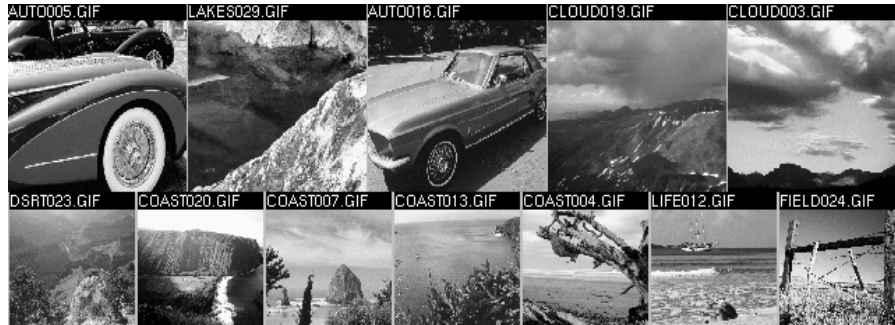 AUTO005.GIF LAKES029.GIF AUTO016.GIF CLOUD019.GIF CLOUD003.GIF
DSRT023.GIF COAST020.GIF COAST007.GIF COAST013.GIF COAST004.GIF LIFE012.GIF FIELD024.GIF